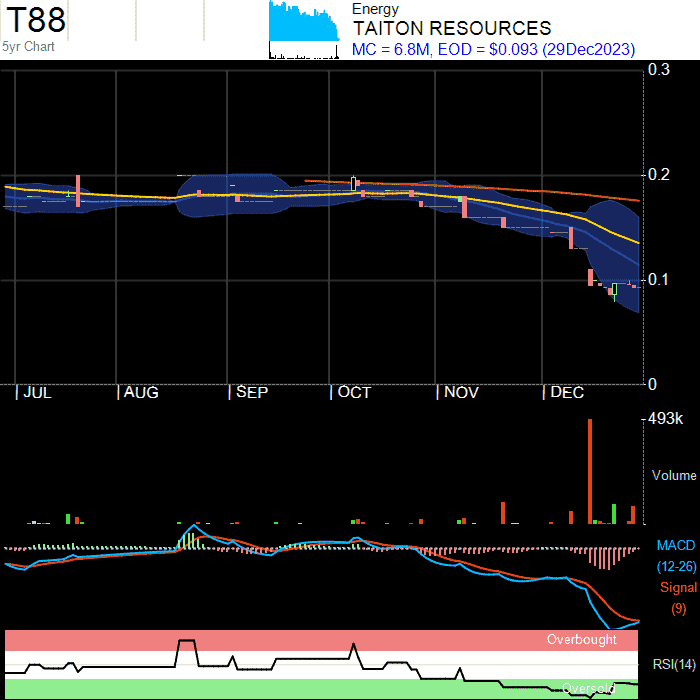 T88
5yr Chart
Energy
TAITON RESOURCES
MC = 6.8M, EOD = $0.093 (29Dec2023)
0.3
0.2
0.1
0
JUL AUG SEP OCT NOV DEC
493k
Volume
MACD
(12-26)
Signal
(9)
Overbought
RSI(14)
Oversold